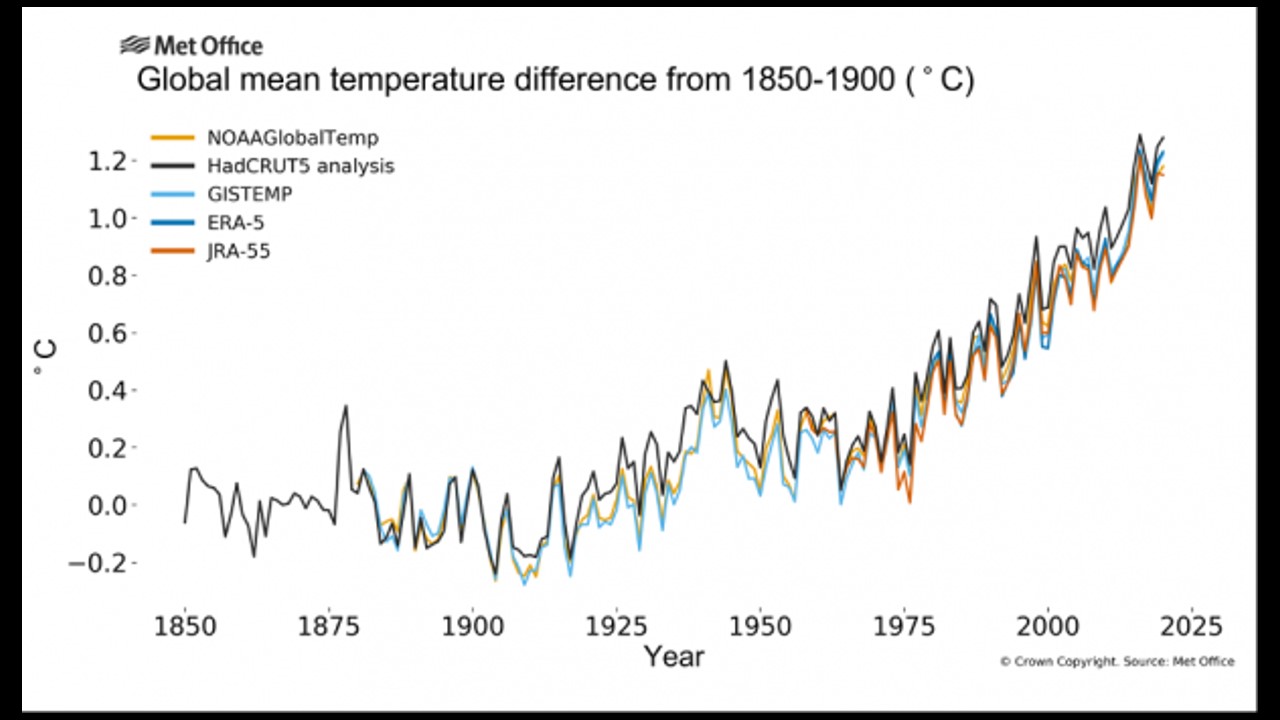 Met Office
Global mean temperature difference from 1850-1900 (°C)
NOAAGlobalTemp
HadCRUT5 analysis
GISTEMP
ERA-5
JRA-55
1.2
1.0
0.8
0.6
0.4
0.2
0.0
−0.2
°C
1850 1875 1900 1925 1950 1975 2000 2025
Year
© Crown Copyright. Source: Met Office